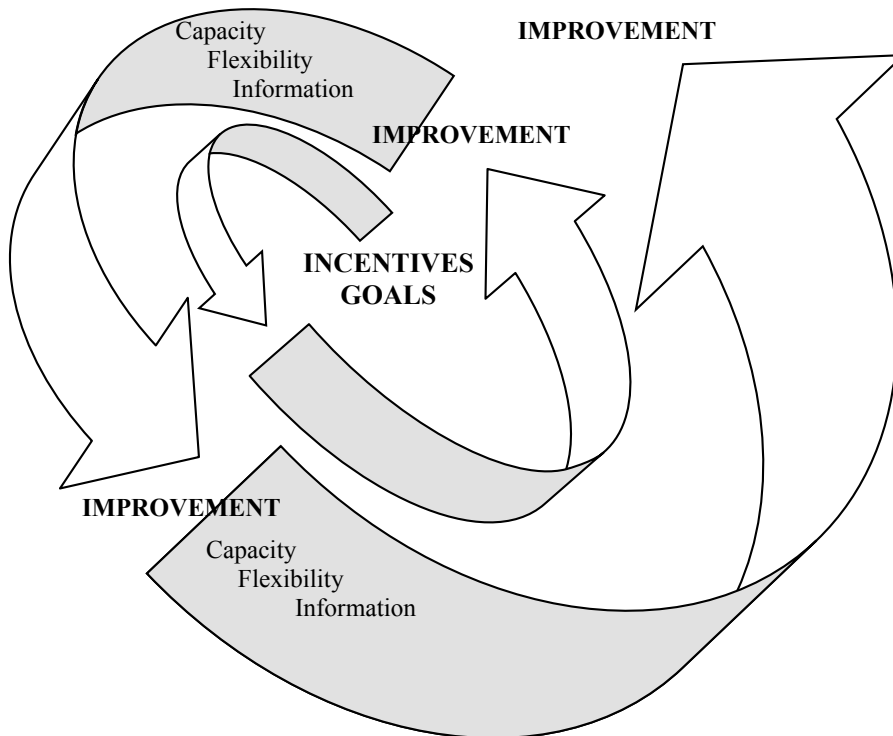 Capacity
Flexibility
Information
IMPROVEMENT
IMPROVEMENT
INCENTIVES
GOALS
IMPROVEMENT
Capacity
Flexibility
Information